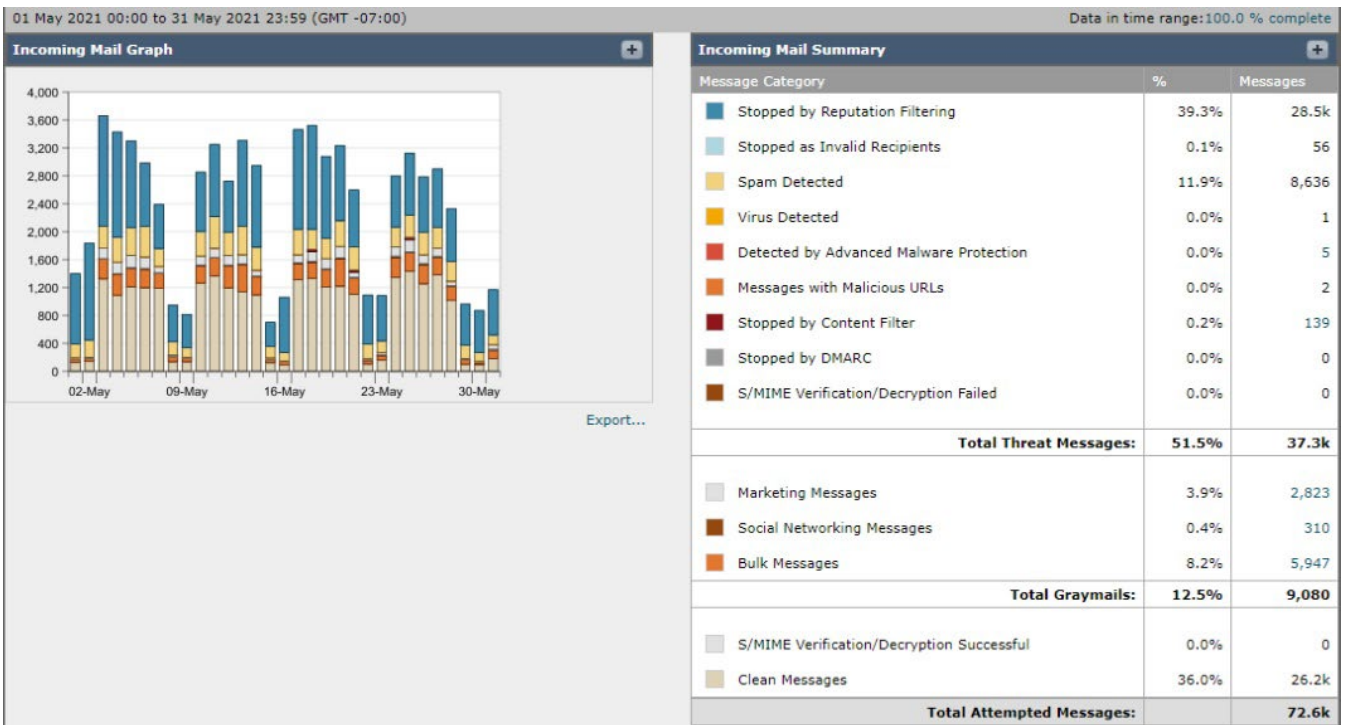 01 May 2021 00:00 to 31 May 2021 23:59 (GMT -07:00)
Data in time range:100.0 % complete
Incoming Mail Graph
4,000
3,600
3,200
2,800
2,400
2,000
1,600
1,200
800
400
0
02-May 09-May 16-May 23-May 30-May
Export...
Incoming Mail Summary
Message Category % Messages
Stopped by Reputation Filtering 39.3% 28.5k
Stopped as Invalid Recipients 0.1% 56
Spam Detected 11.9% 8,636
Virus Detected 0.0% 1
Detected by Advanced Malware Protection 0.0% 5
Messages with Malicious URLs 0.0% 2
Stopped by Content Filter 0.2% 139
Stopped by DMARC 0.0% 0
S/MIME Verification/Decryption Failed 0.0% 0
Total Threat Messages: 51.5% 37.3k
Marketing Messages 3.9% 2,823
Social Networking Messages 0.4% 310
Bulk Messages 8.2% 5,947
Total Graymails: 12.5% 9,080
S/MIME Verification/Decryption Successful 0.0% 0
Clean Messages 36.0% 26.2k
Total Attempted Messages: 72.6k